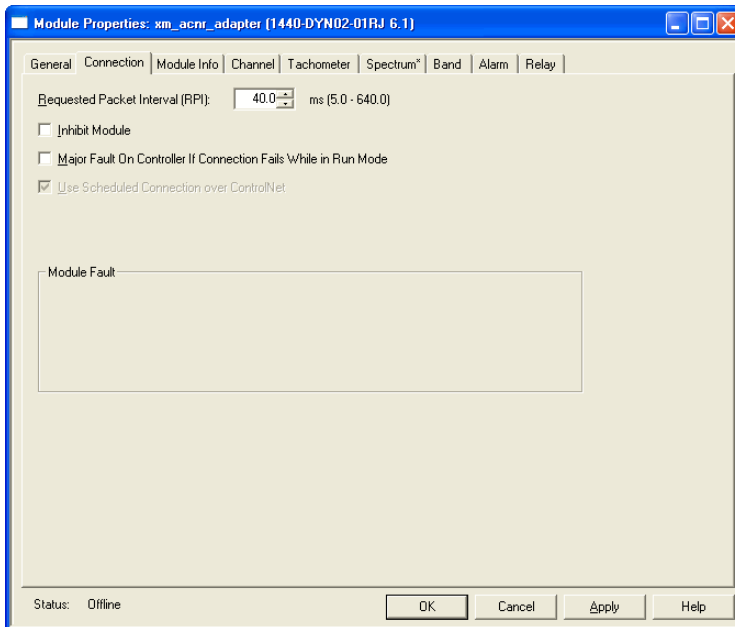 Module Properties: xm_acnr_adapter (1440-DYN02-01RJ 6.1)
General Connection Module Info Channel Tachometer Spectrum* Band Alarm Relay
Requested Packet Interval (RPI): 40.0 ms (5.0 - 640.0)
Inhibit Module
Major Fault On Controller If Connection Fails While in Run Mode
Use Scheduled Connection over ControlNet
Module Fault
Status: Offline OK Cancel Apply Help